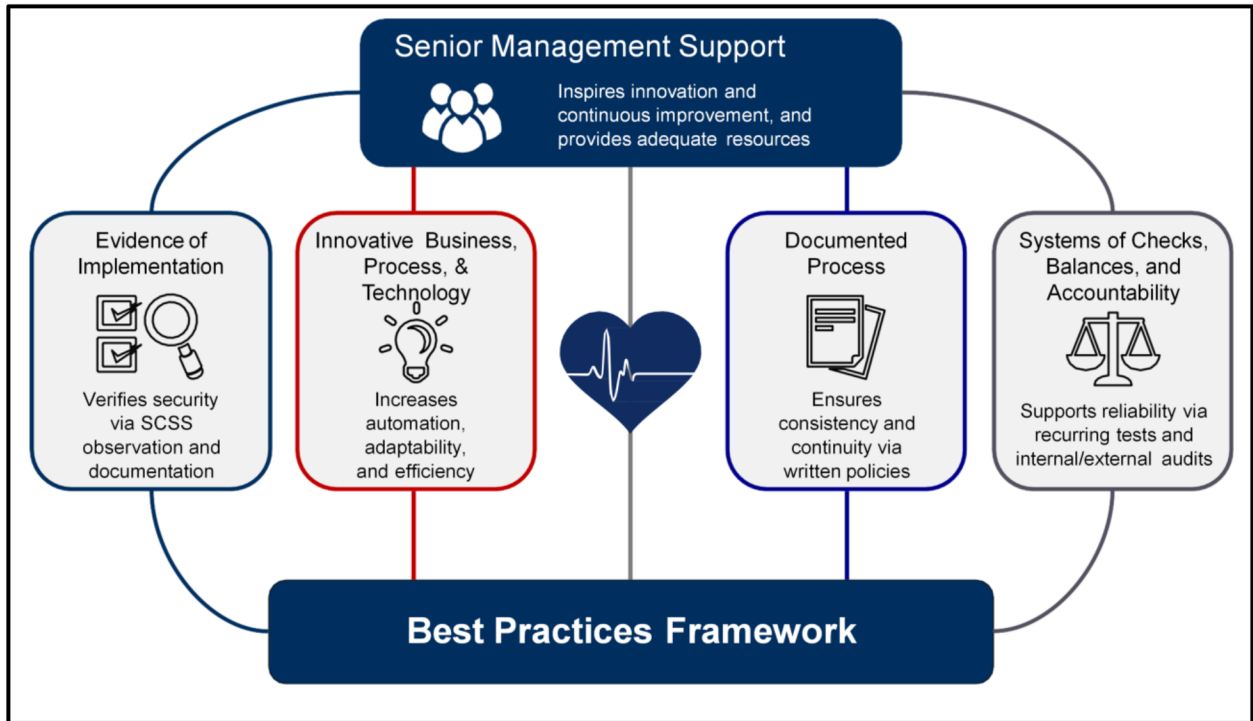 Senior Management Support
Inspires innovation and
continuous improvement, and
provides adequate resources
Evidence of
Implementation
Verifies security
via SCSS
observation and
documentation
Innovative Business,
Process, &
Technology
Increases
automation,
adaptability,
and efficiency
Documented
Process
Ensures
consistency and
continuity via
written policies
Systems of Checks,
Balances, and
Accountability
Supports reliability via
recurring tests and
internal/external audits
Best Practices Framework